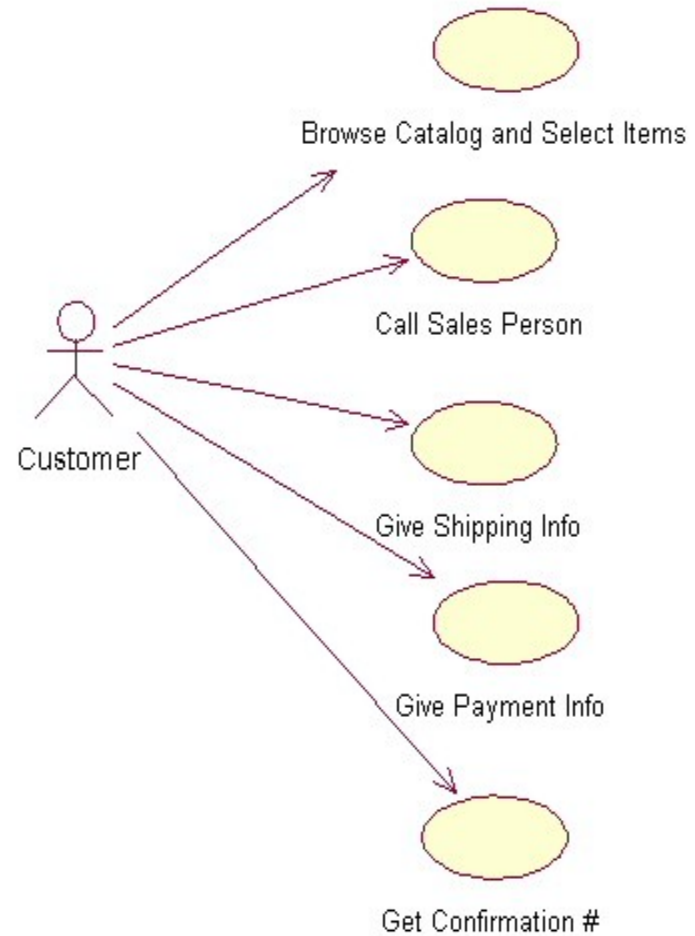 Browse Catalog and Select Items
Call Sales Person
Customer
Give Shipping Info
Give Payment Info
Get Confirmation #